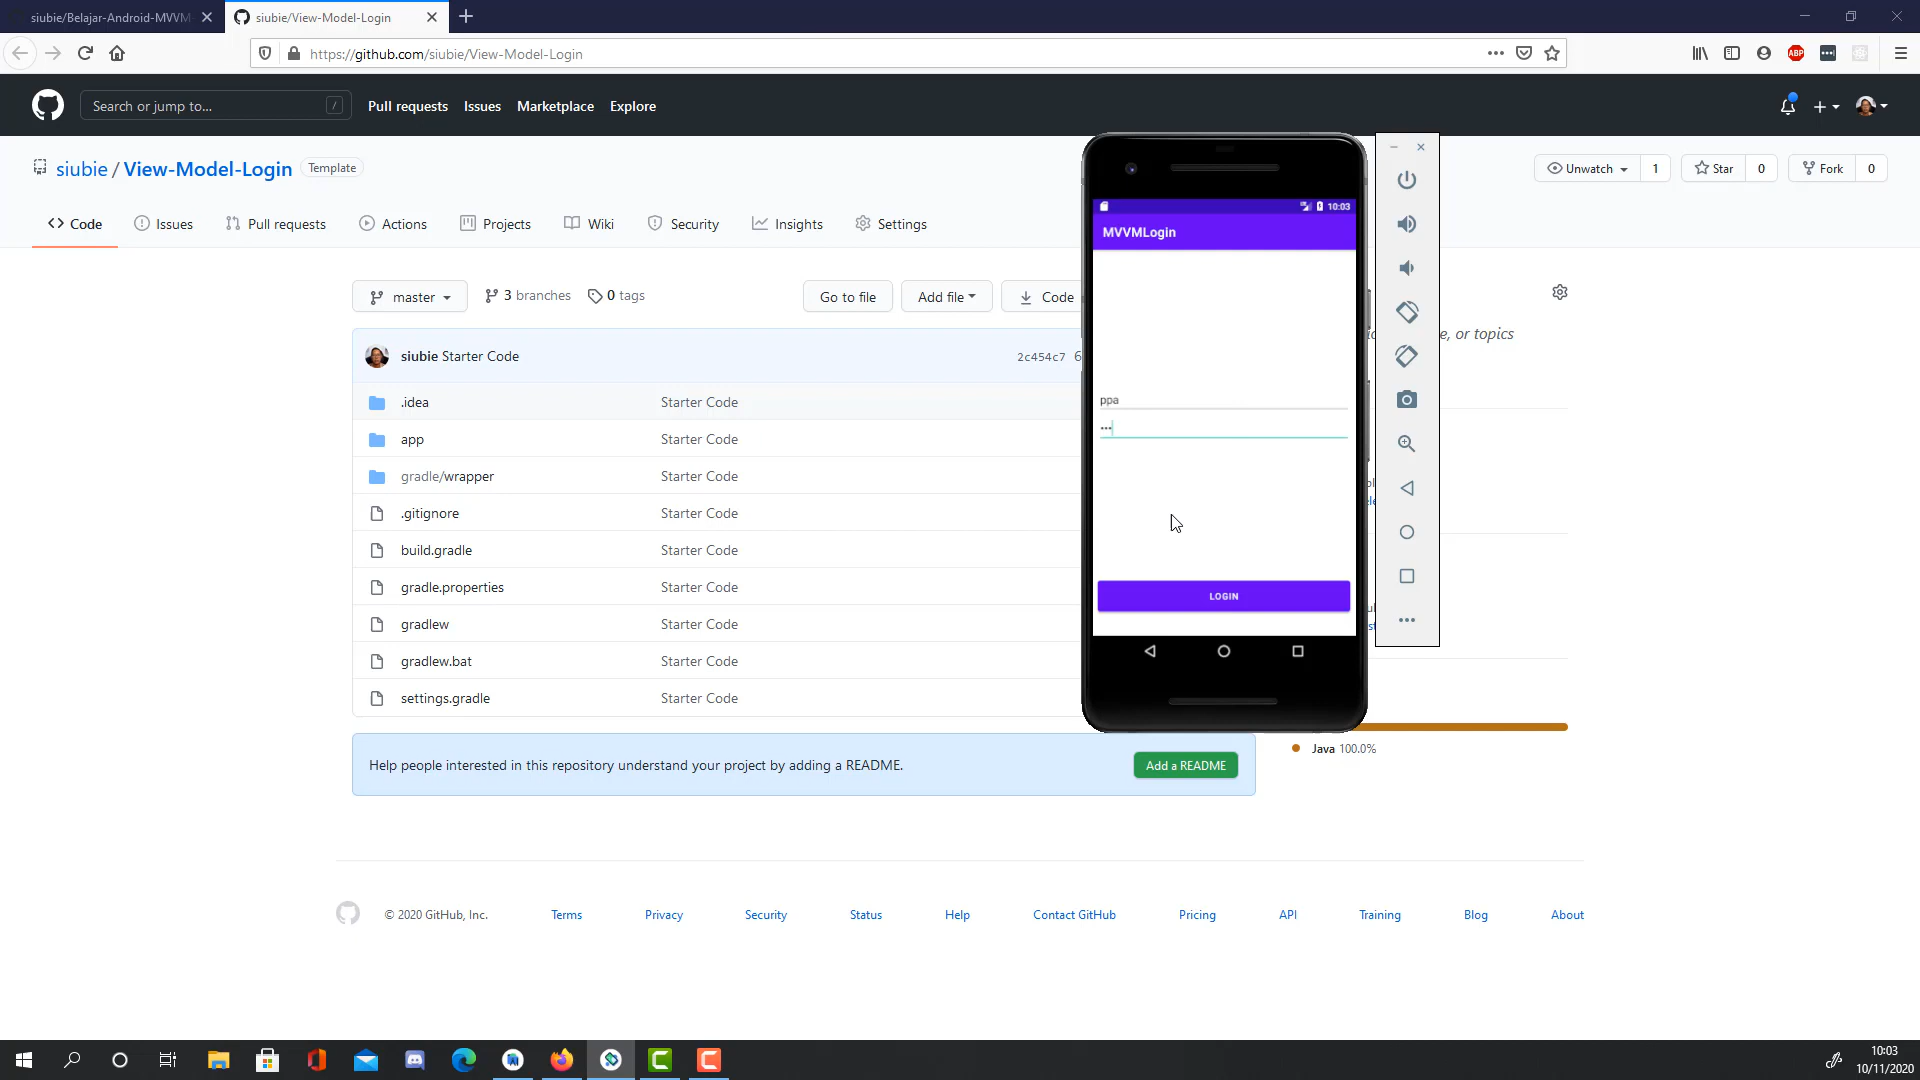 siubie/Belajar-Android-MVVM-
siubie/View-Model-Login
https://github.com/siubie/View-Model-Login
ABP
Search or jump to...
/
Pull requests
Issues
Marketplace
Explore
siubie / View-Model-Login
Template
Unwatch
1
Star
0
Fork
0
Code
Issues
Pull requests
Actions
Projects
Wiki
Security
Insights
Settings
master
3 branches
0 tags
Go to file
Add file
Code
e, or topics
siubie Starter Code
2c454c7
6
.idea
Starter Code
app
Starter Code
gradle/wrapper
Starter Code
.gitignore
Starter Code
build.gradle
Starter Code
gradle.properties
Starter Code
gradlew
Starter Code
gradlew.bat
Starter Code
settings.gradle
Starter Code
10:03
MVVMLogin
ppa
•••
LOGIN
Java 100.0%
Help people interested in this repository understand your project by adding a README.
Add a README
© 2020 GitHub, Inc.
Terms
Privacy
Security
Status
Help
Contact GitHub
Pricing
API
Training
Blog
About
10:03
10/11/2020